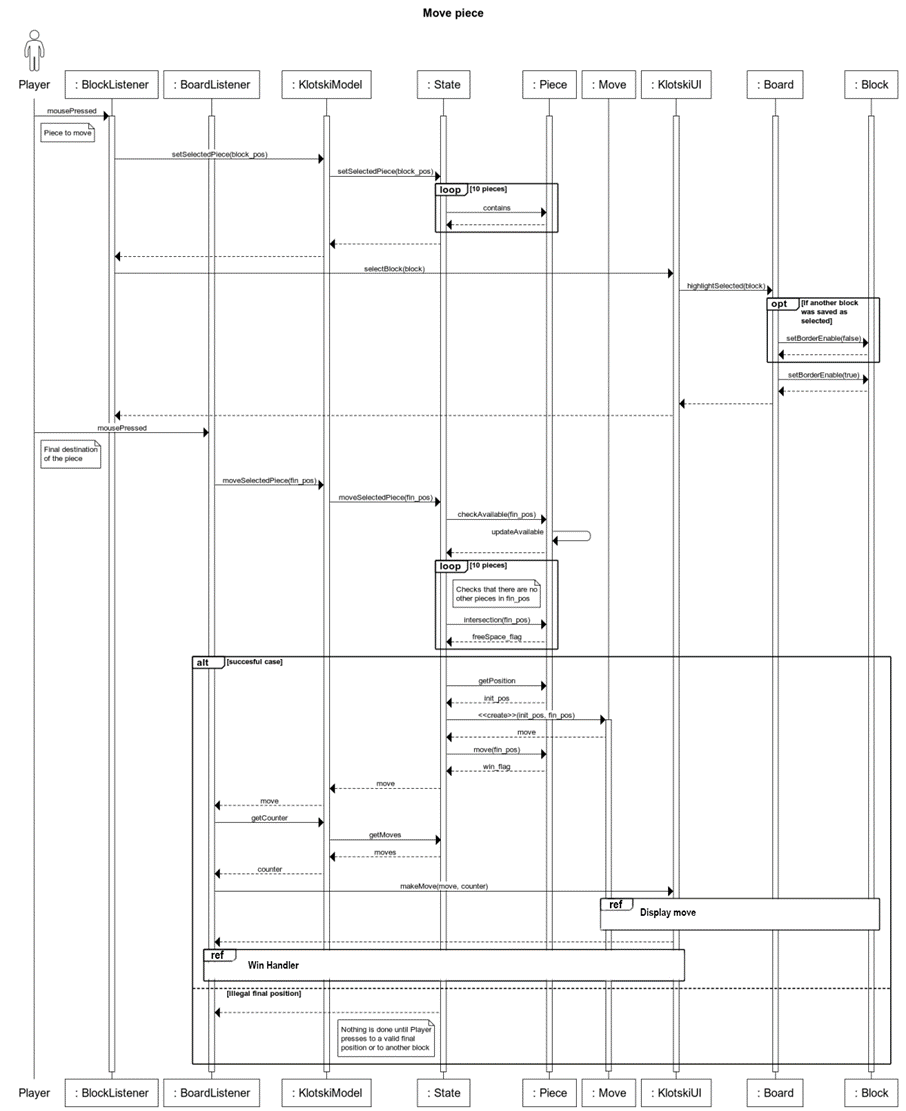 Move piece
Player
: BlockListener
: BoardListener
: KlotskiModel
: State
: Piece
: Move
: KlotskiUI
: Board
: Block
mousePressed
Piece to move
setSelectedPiece(block_pos)
setSelectedPiece(block_pos)
loop [10 pieces]
contains
selectBlock(block)
highlightSelected(block)
opt [If another block
was saved as
selected]
setBorderEnable(false)
setBorderEnable(true)
mousePressed
Final destination
of the piece
moveSelectedPiece(fin_pos)
moveSelectedPiece(fin_pos)
checkAvailable(fin_pos)
updateAvailable
loop [10 pieces]
Checks that there are no
other pieces in fin_pos
intersection(fin_pos)
freeSpace_flag
alt [succesful case]
getPosition
init_pos
<<create>>(init_pos, fin_pos)
move
move(fin_pos)
win_flag
move
move
getCounter
getMoves
moves
counter
makeMove(move, counter)
ref
Display move
ref
Win Handler
[Illegal final position]
Nothing is done until Player
presses to a valid final
position or to another block
Player
: BlockListener
: BoardListener
: KlotskiModel
: State
: Piece
: Move
: KlotskiUI
: Board
: Block